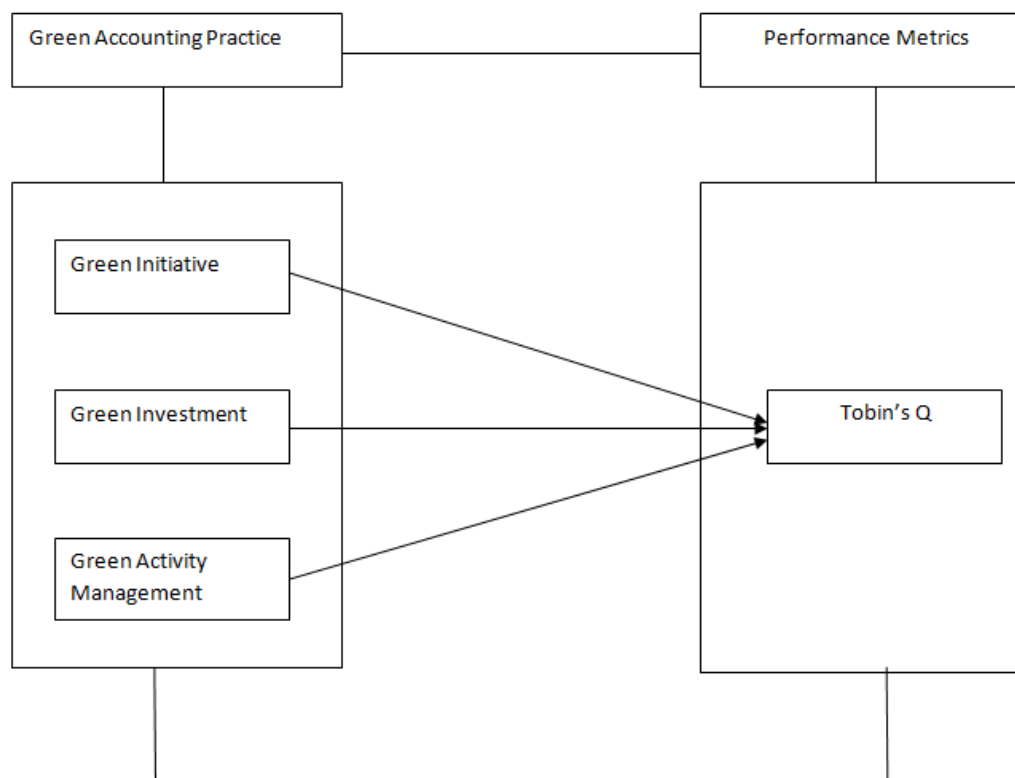 Green Accounting Practice
Performance Metrics
Green Initiative
Green Investment
Tobin’s Q
Green Activity
Management